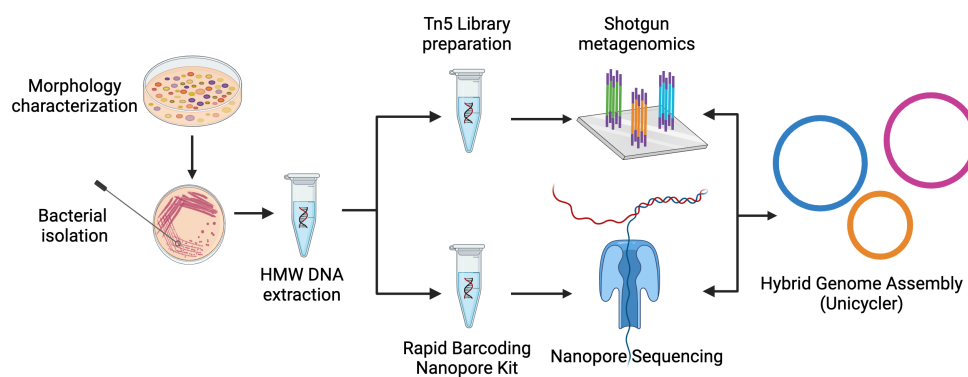 Morphology
characterization
Bacterial
isolation
HMW DNA
extraction
Tn5 Library
preparation
Shotgun
metagenomics
Rapid Barcoding
Nanopore Kit
Nanopore Sequencing
Hybrid Genome Assembly
(Unicycler)